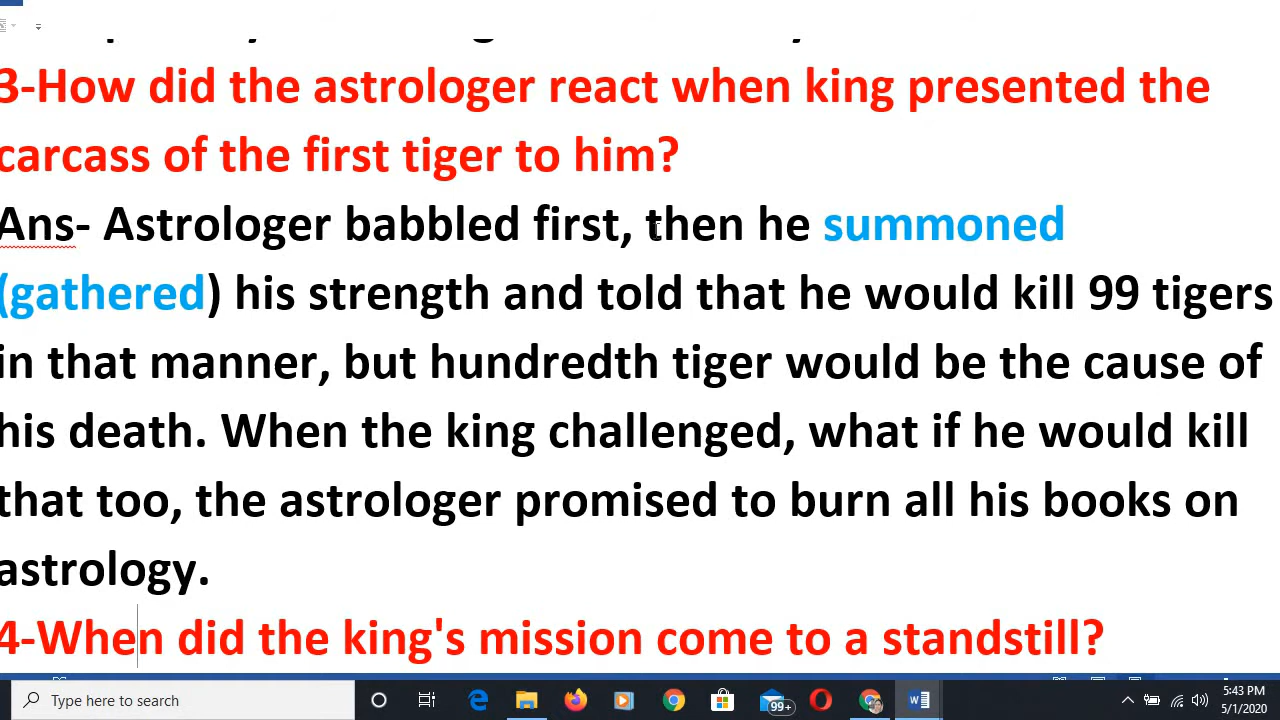 3-How did the astrologer react when king presented the
carcass of the first tiger to him?
Ans- Astrologer babbled first, then he summoned
(gathered) his strength and told that he would kill 99 tigers
in that manner, but hundredth tiger would be the cause of
his death. When the king challenged, what if he would kill
that too, the astrologer promised to burn all his books on
astrology.
4-When did the king's mission come to a standstill?
Type here to search
99+
5:43 PM
5/1/2020